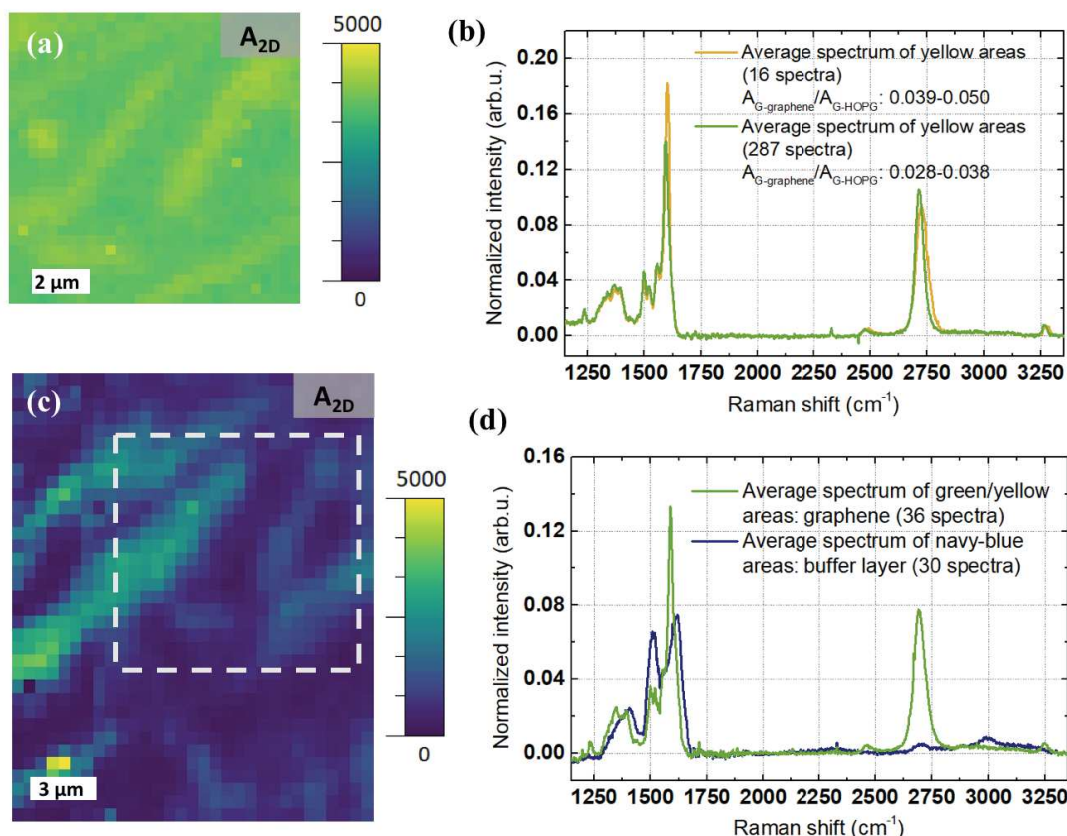 (a)
A2D
5000
0
2 μm
(b)
Normalized intensity (arb.u.)
0.20
0.16
0.12
0.08
0.04
0.00
Average spectrum of yellow areas
(16 spectra)
AG-graphene/AG-HOPG: 0.039-0.050
Average spectrum of yellow areas
(287 spectra)
AG-graphene/AG-HOPG: 0.028-0.038
1250 1500 1750 2000 2250 2500 2750 3000 3250
Raman shift (cm-1)
(c)
A2D
5000
0
3 μm
(d)
Normalized intensity (arb.u.)
0.16
0.12
0.08
0.04
0.00
Average spectrum of green/yellow
areas: graphene (36 spectra)
Average spectrum of navy-blue
areas: buffer layer (30 spectra)
1250 1500 1750 2000 2250 2500 2750 3000 3250
Raman shift (cm-1)